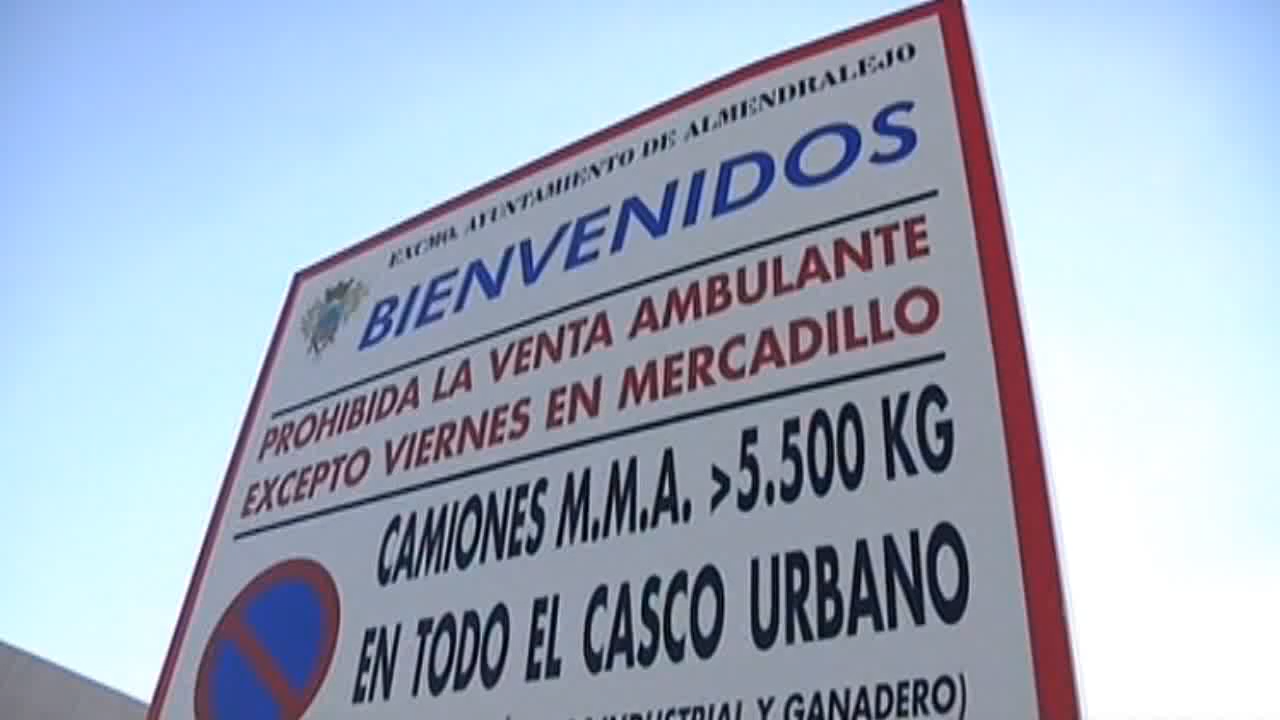 EXCMO. AYUNTAMIENTO DE ALMENDRALEJO
BIENVENIDOS
PROHIBIDA LA VENTA AMBULANTE
EXCEPTO VIERNES EN MERCADILLO
CAMIONES M.M.A. >5.500 KG
EN TODO EL CASCO URBANO
INDUSTRIAL Y GANADERO)